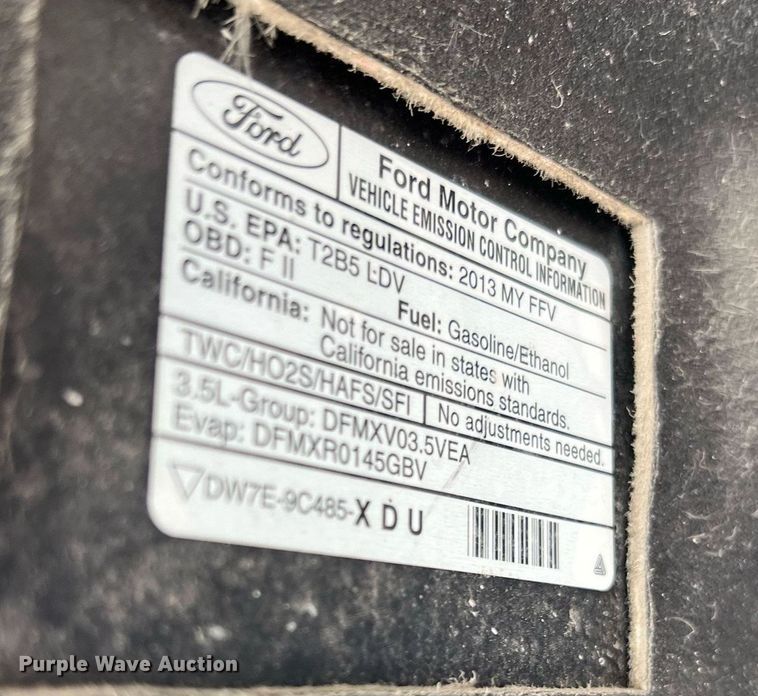 Ford
Ford Motor Company
VEHICLE EMISSION CONTROL INFORMATION
Conforms to regulations: 2013 MY FFV
U.S. EPA: T2B5 LDV
OBD: F II
Fuel: Gasoline/Ethanol
California: Not for sale in states with
California emissions standards.
TWC/HO2S/HAFS/SFI
No adjustments needed.
3.5L-Group: DFMXV03.5VEA
Evap: DFMXR0145GBV
DW7E-9C485-XDU
Purple Wave Auction